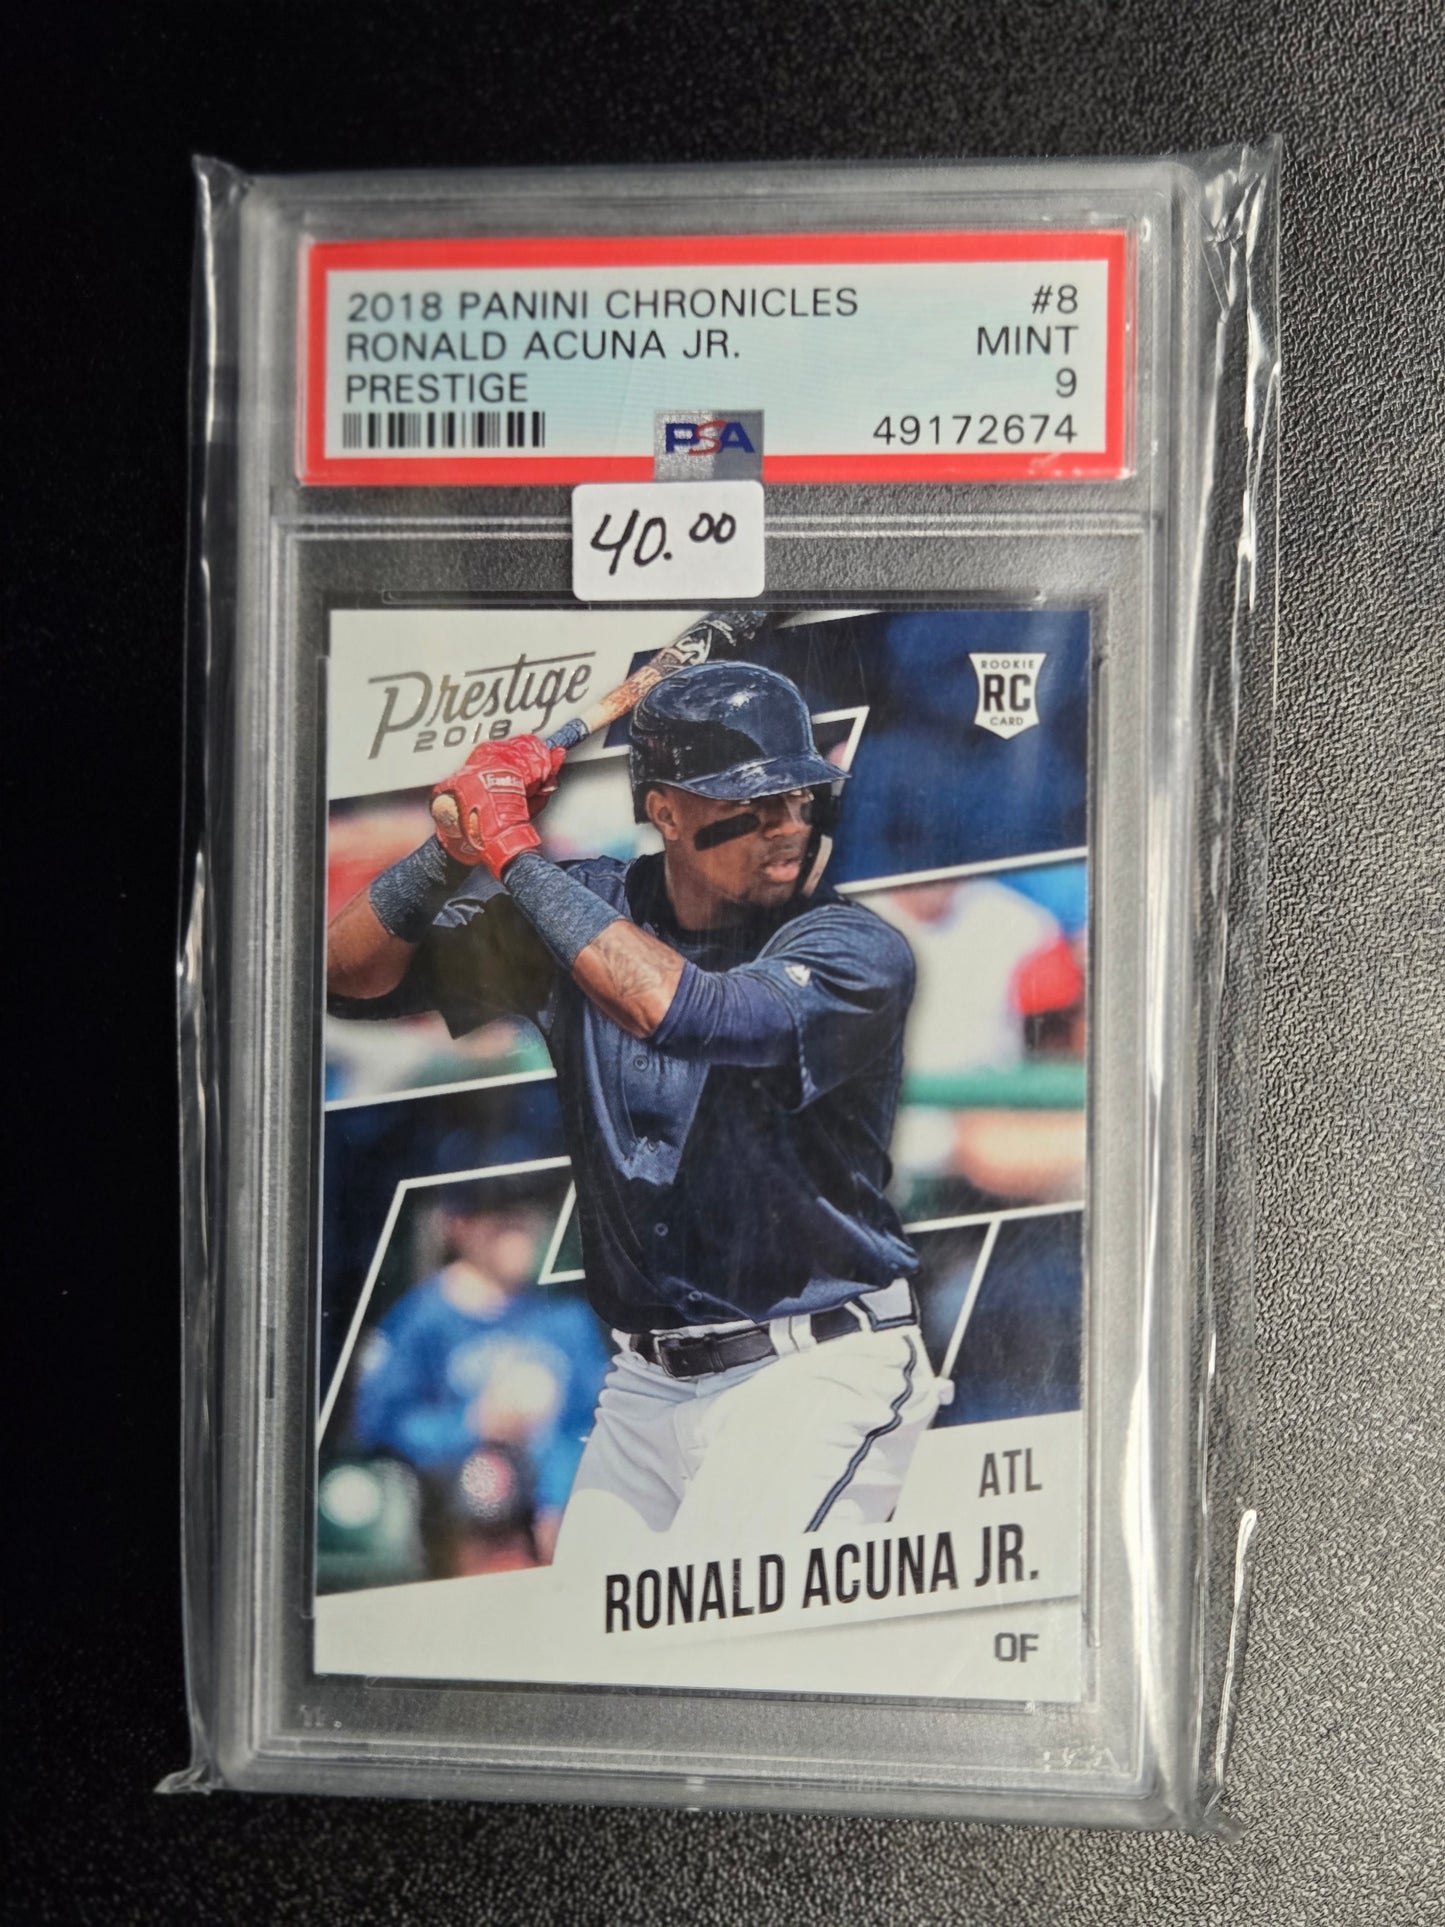 2018 PANINI CHRONICLES #8
RONALD ACUNA JR. MINT
PRESTIGE 9
PSA 49172674
40.00
Prestige
2018
ROOKIE
RC
CARD
ATL
RONALD ACUNA JR.
OF